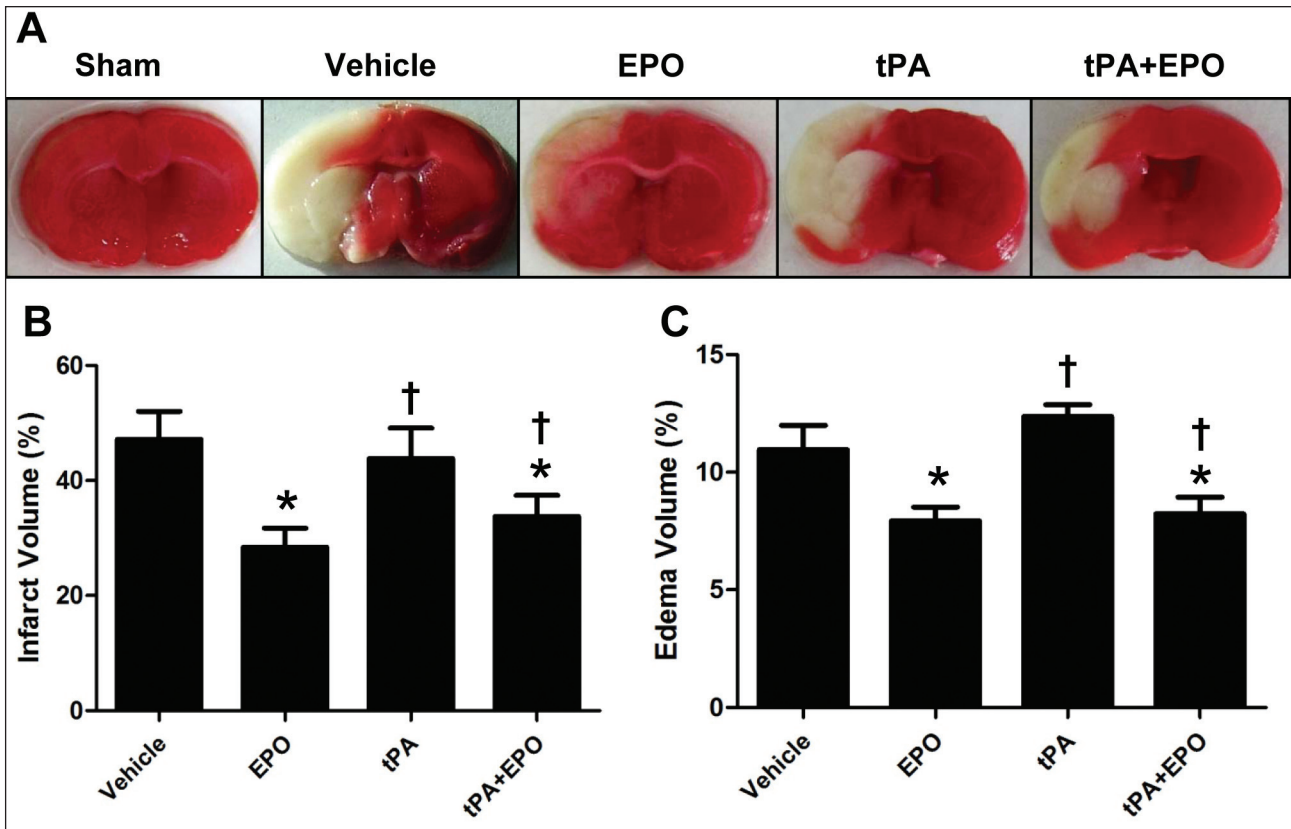 A
Sham Vehicle EPO tPA tPA+EPO
B
Infarct Volume (%)
60
40
20
0
*
†
†
*
Vehicle EPO tPA tPA+EPO
C
Edema Volume (%)
15
10
5
0
*
†
†
*
Vehicle EPO tPA tPA+EPO